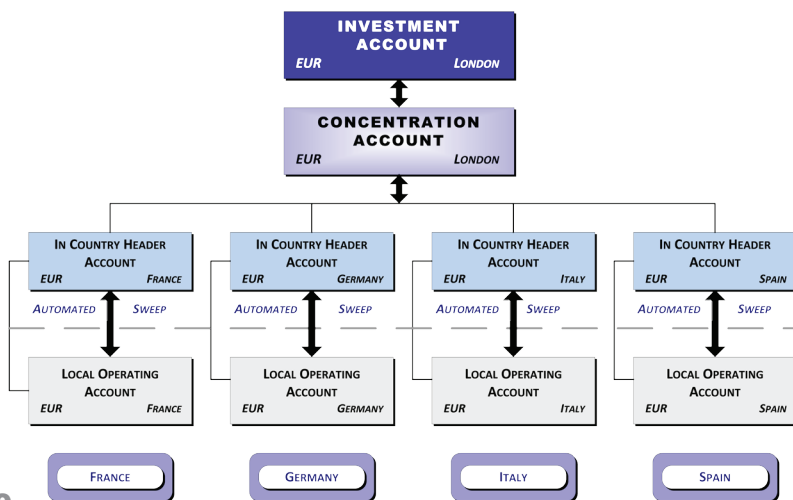 INVESTMENT
ACCOUNT
EUR LONDON
CONCENTRATION
ACCOUNT
EUR LONDON
IN COUNTRY HEADER
ACCOUNT
EUR FRANCE
IN COUNTRY HEADER
ACCOUNT
EUR GERMANY
IN COUNTRY HEADER
ACCOUNT
EUR ITALY
IN COUNTRY HEADER
ACCOUNT
EUR SPAIN
AUTOMATED SWEEP
AUTOMATED SWEEP
AUTOMATED SWEEP
AUTOMATED SWEEP
LOCAL OPERATING
ACCOUNT
EUR FRANCE
LOCAL OPERATING
ACCOUNT
EUR GERMANY
LOCAL OPERATING
ACCOUNT
EUR ITALY
LOCAL OPERATING
ACCOUNT
EUR SPAIN
FRANCE
GERMANY
ITALY
SPAIN